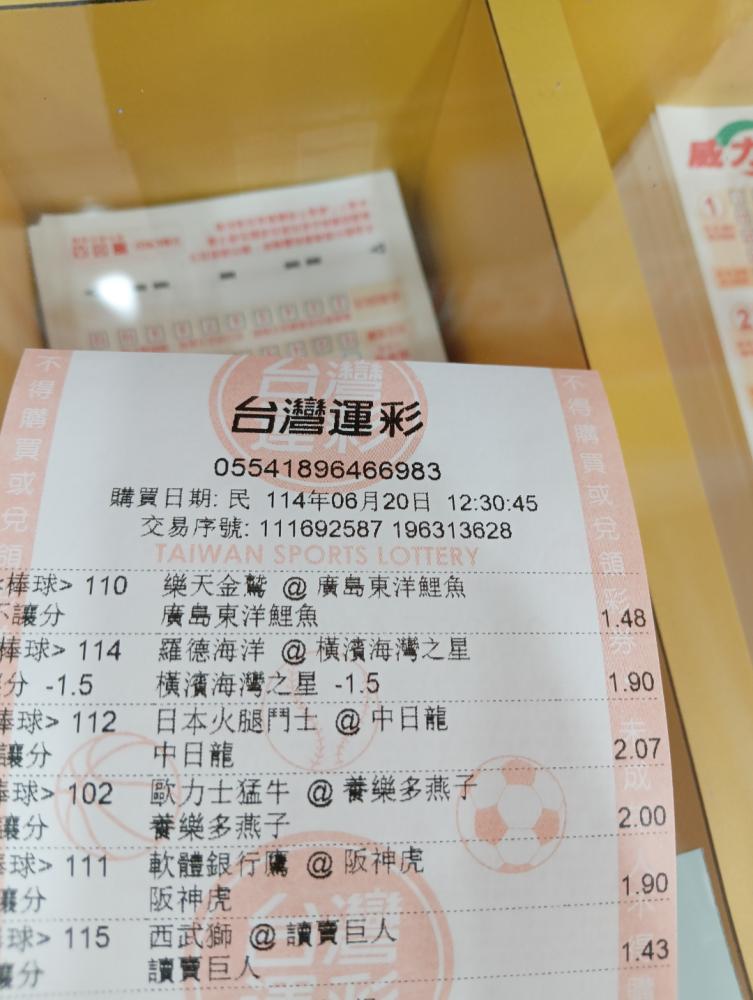 威力
1
2
台灣運彩
05541896466983
購買日期: 民 114年06月20日 12:30:45
交易序號: 111692587 196313628
TAIWAN SPORTS LOTTERY
棒球> 110 樂天金鷲 @ 廣島東洋鯉魚
不讓分 廣島東洋鯉魚 1.48
棒球> 114 羅德海洋 @ 橫濱海灣之星
分 -1.5 橫濱海灣之星 -1.5 1.90
棒球> 112 日本火腿鬥士 @ 中日龍
讓分 中日龍 2.07
棒球> 102 歐力士猛牛 @ 養樂多燕子
讓分 養樂多燕子 2.00
球> 111 軟體銀行鷹 @ 阪神虎
讓分 阪神虎 1.90
球> 115 西武獅 @ 讀賣巨人
讓分 讀賣巨人 1.43
不得購買或兌領
不得購買或兌領彩券
未成
台灣